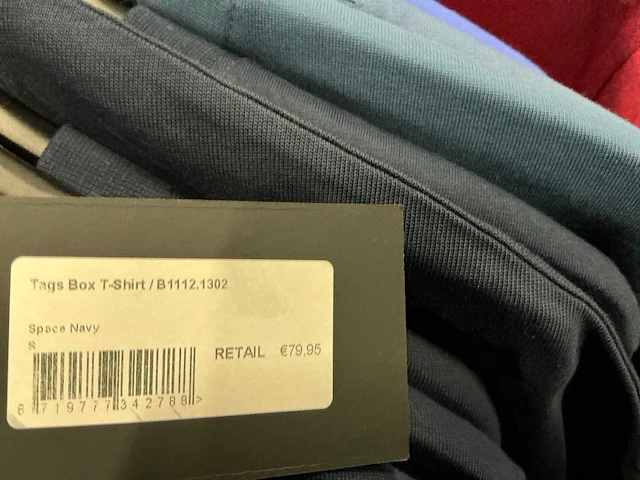 Tags Box T-Shirt / B1112.1302
Space Navy
S
RETAIL €79,95
8 719777 342788 >